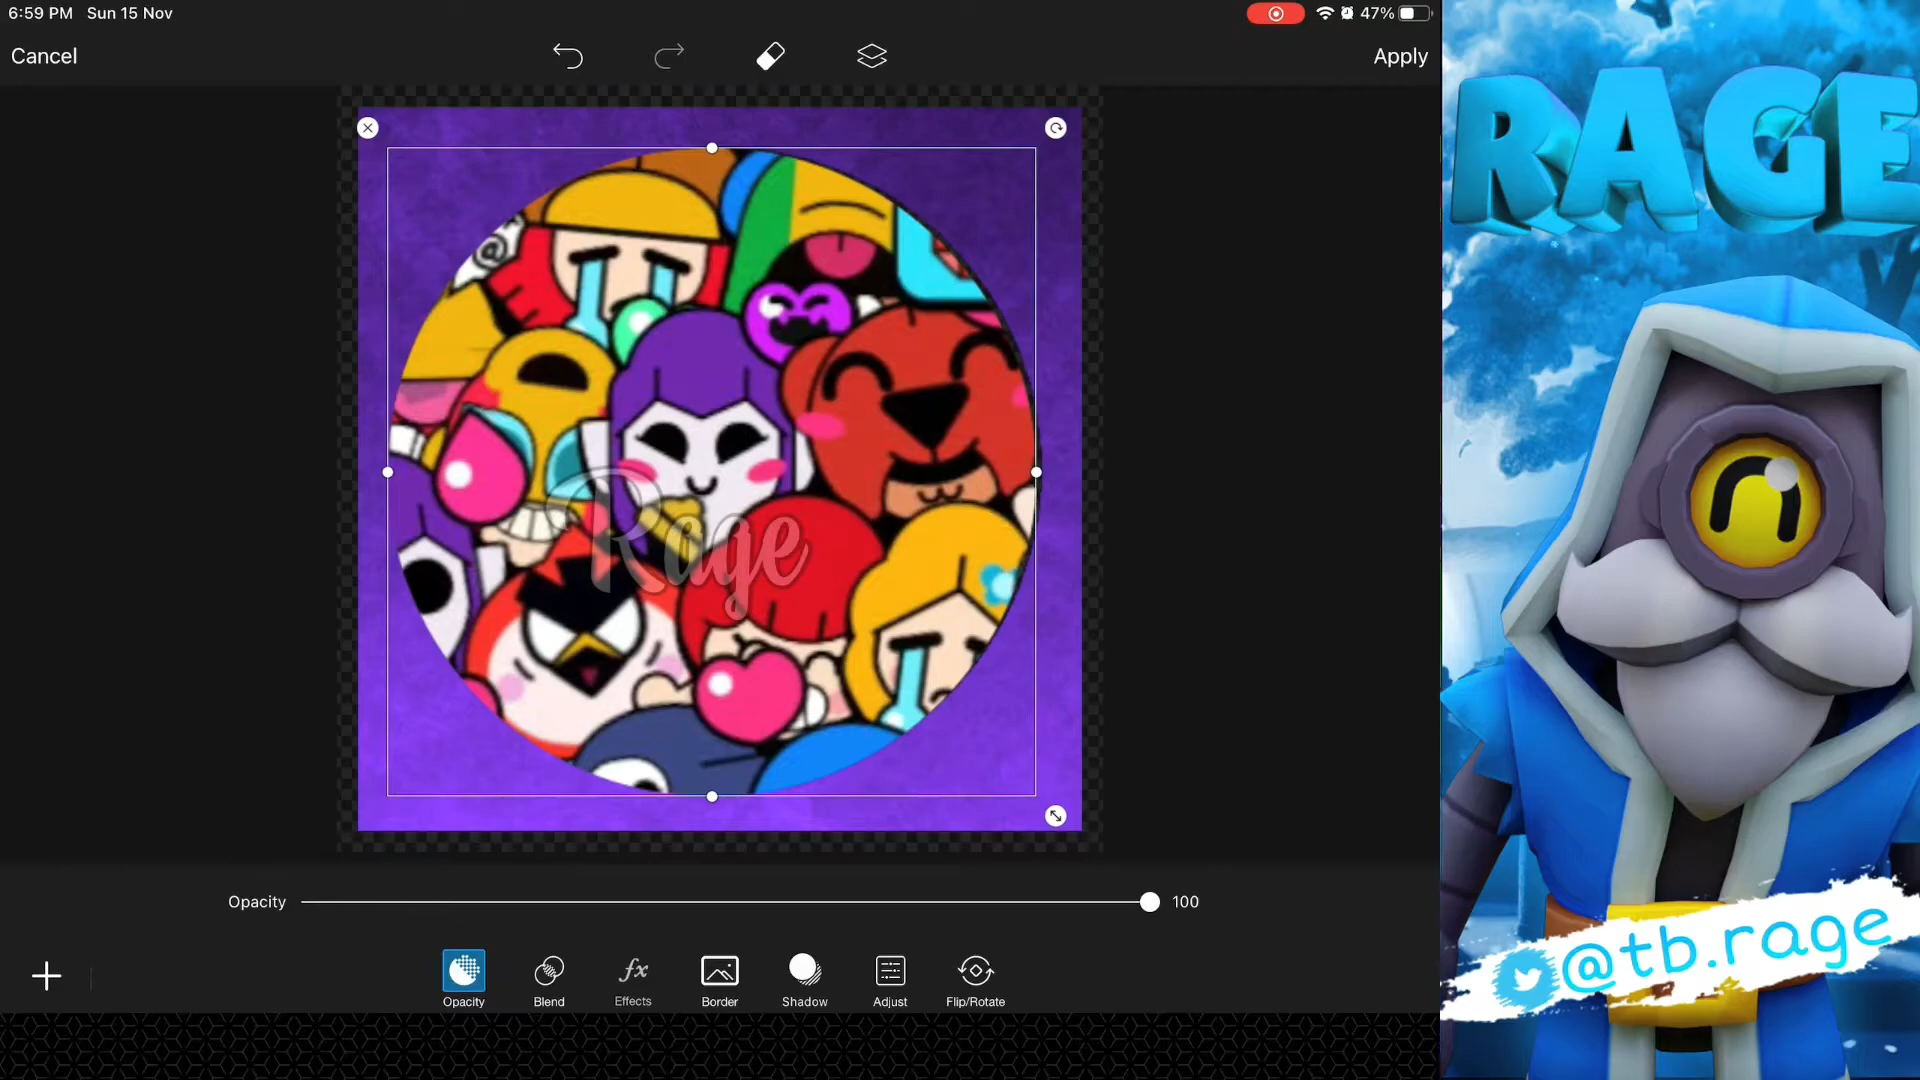 6:59 PM Sun 15 Nov
47%
Cancel
Apply
RAGE
@
Rage
Opacity
100
Opacity
Blend
fx
Effects
Border
Shadow
Adjust
Flip/Rotate
@tb.rage